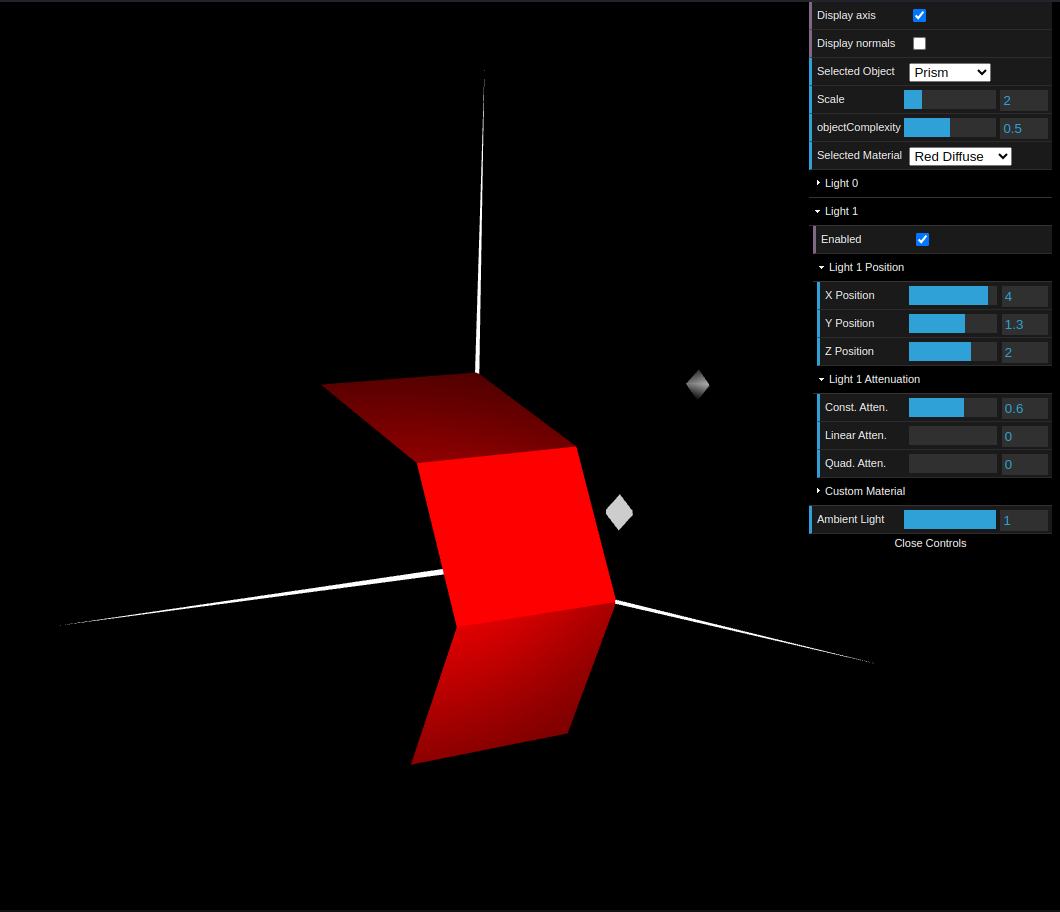 Display axis
Display normals
Selected Object Prism
Scale 2
objectComplexity 0.5
Selected Material Red Diffuse
Light 0
Light 1
Enabled
Light 1 Position
X Position 4
Y Position 1.3
Z Position 2
Light 1 Attenuation
Const. Atten. 0.6
Linear Atten. 0
Quad. Atten. 0
Custom Material
Ambient Light 1
Close Controls